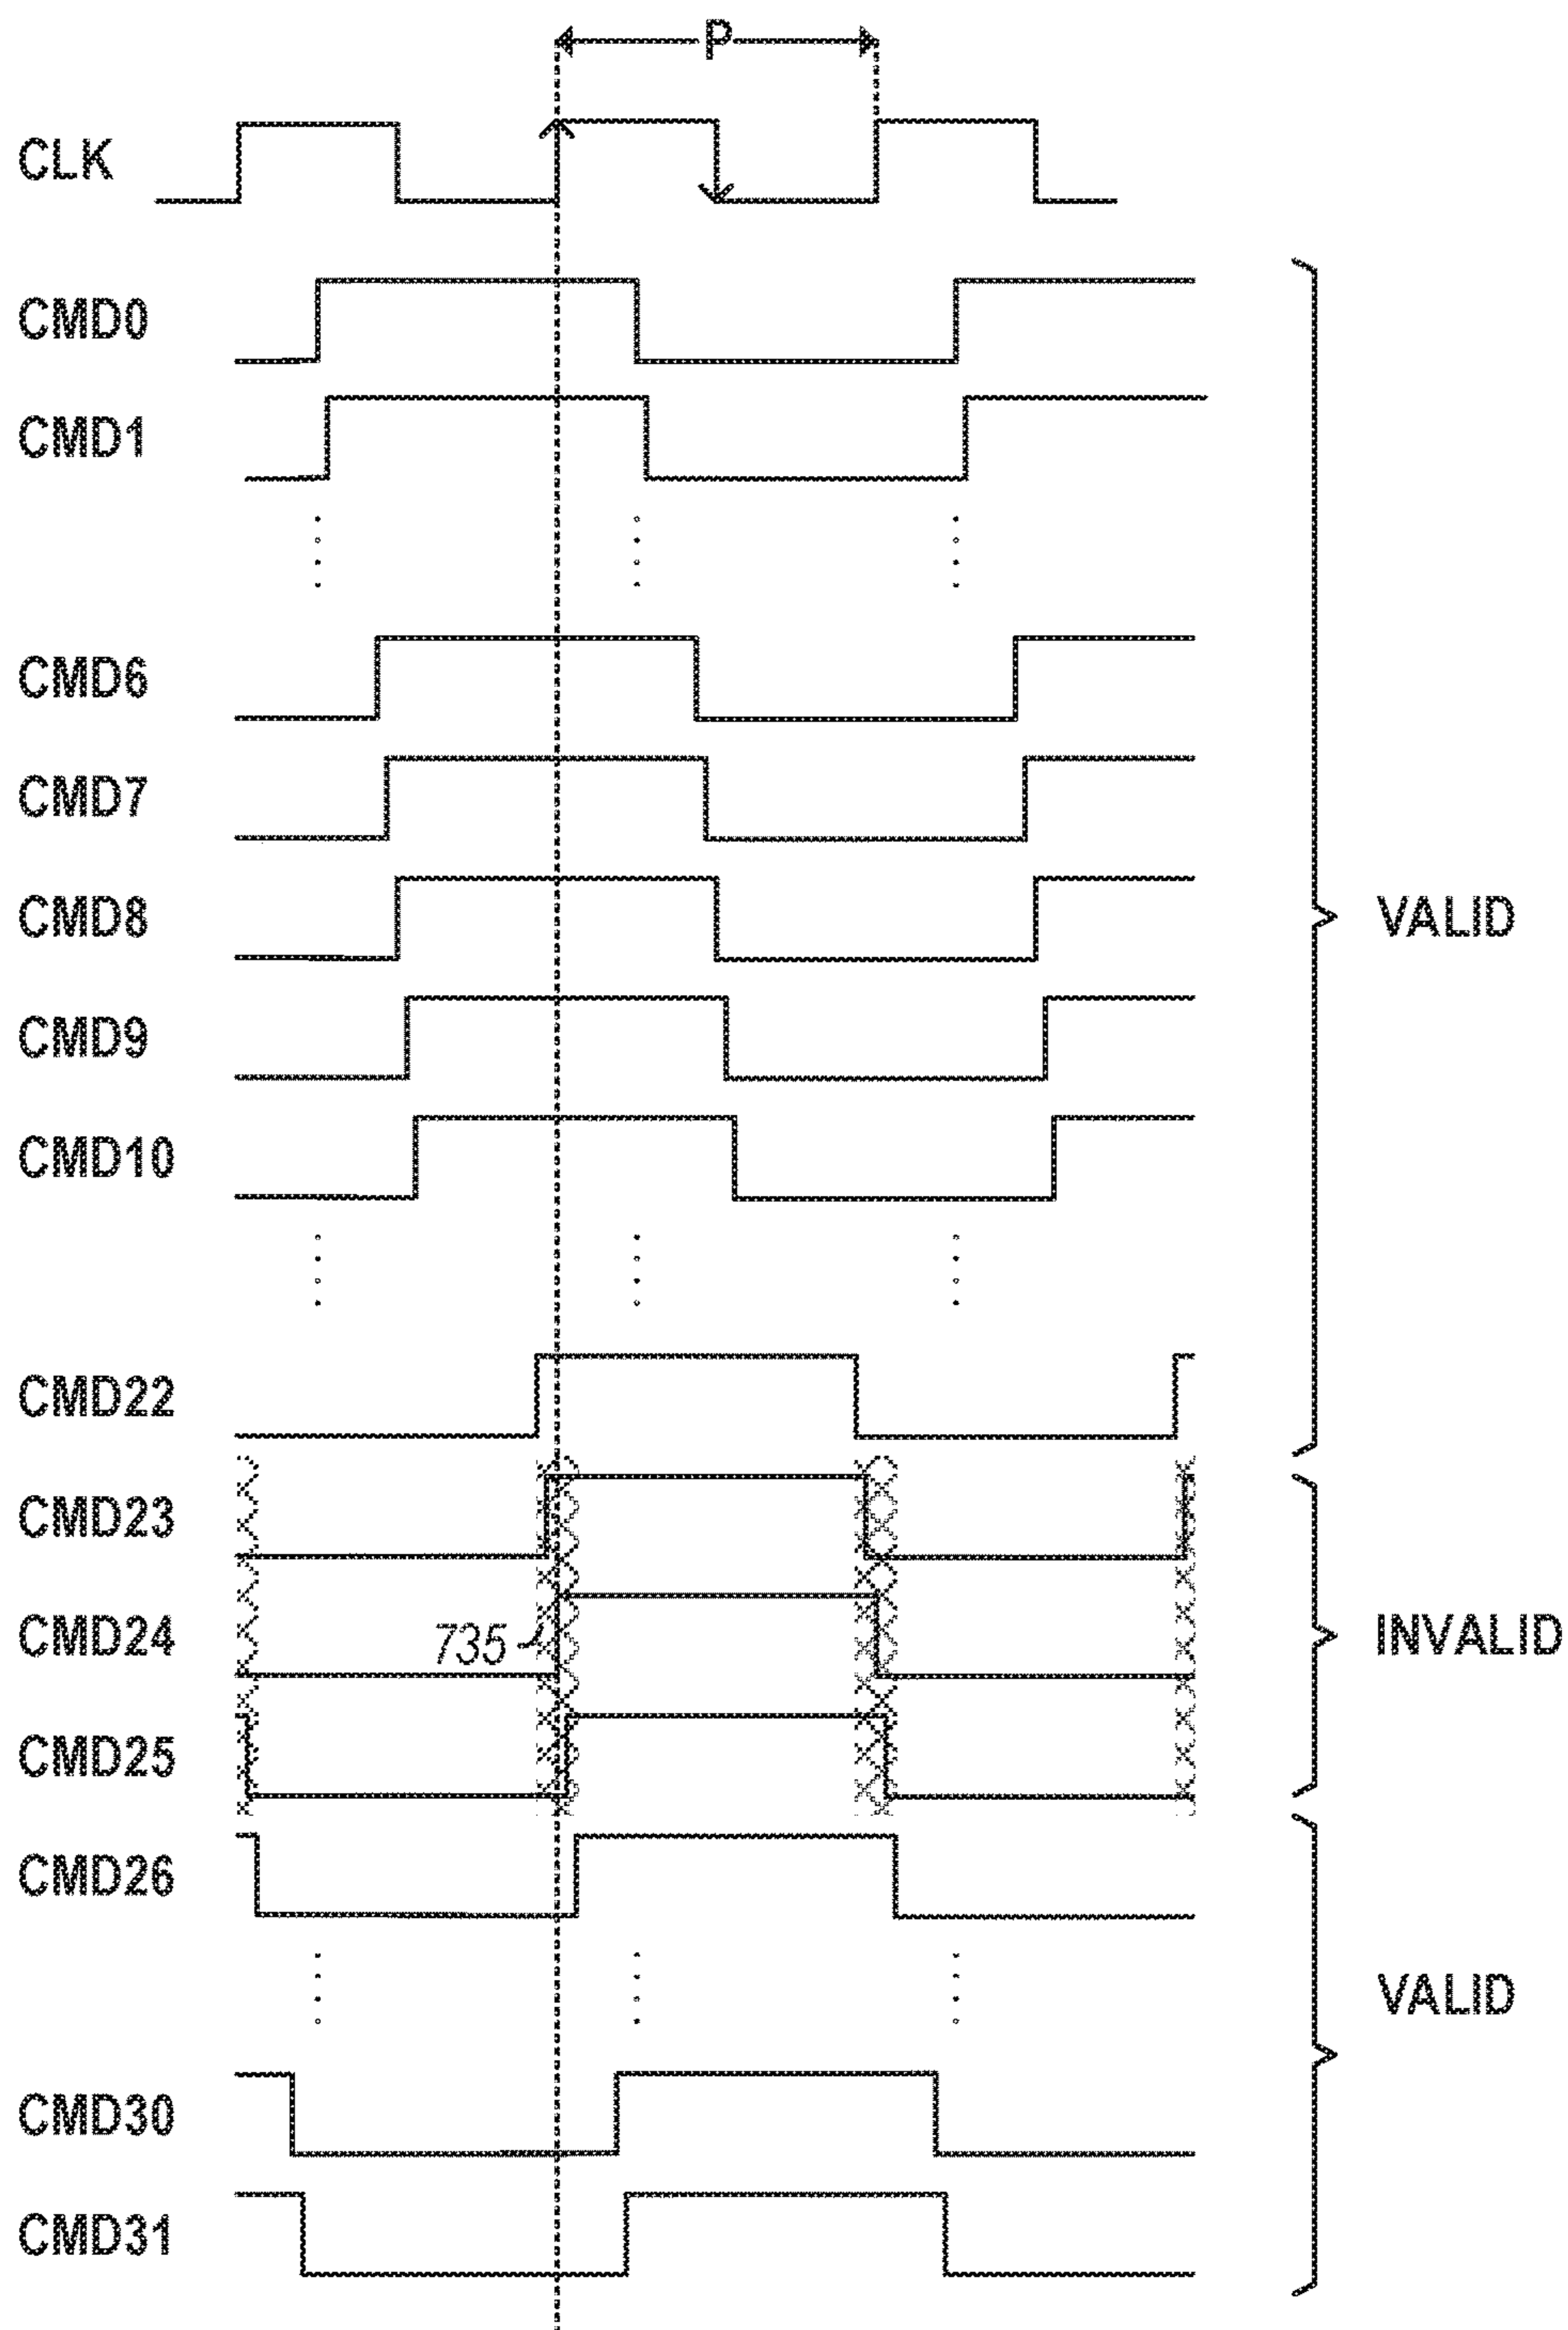 P
CLK
CMD0
CMD1
CMD6
CMD7
CMD8
VALID
CMD9
CMD10
CMD22
CMD23
CMD24
735
INVALID
CMD25
CMD26
VALID
CMD30
CMD31